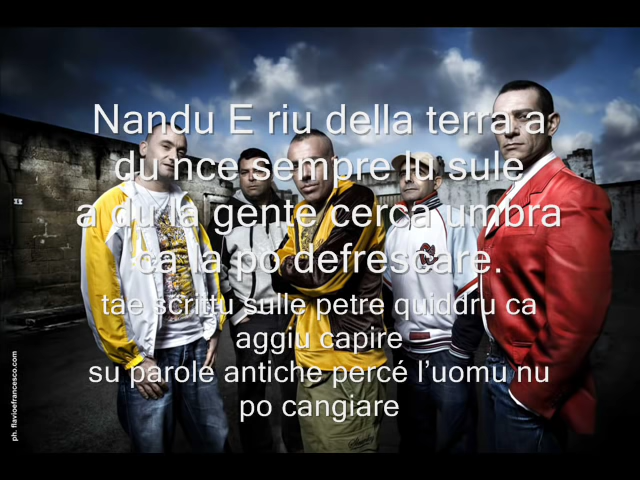 Nandu E riu della terra a
du nce sempre lu sule
a du la gente cerca umbra
ca la po defrescare.
tae scrittu sulle petre quiddru ca
aggiu capire
su parole antiche percé l'uomu nu
po cangiare
ph. flavioefrancesco.com